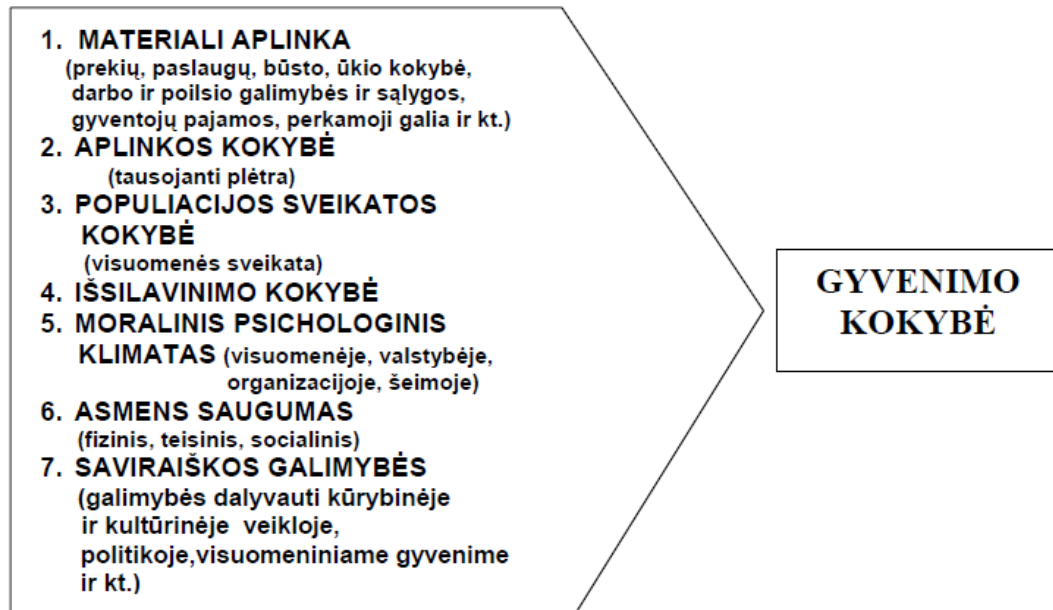 1. MATERIALI APLINKA
(prekių, paslaugų, būsto, ūkio kokybė,
darbo ir poilsio galimybės ir sąlygos,
gyventojų pajamos, perkamoji galia ir kt.)
2. APLINKOS KOKYBĖ
(tausojanti plėtra)
3. POPULIACIJOS SVEIKATOS
KOKYBĖ
(visuomenės sveikata)
4. IŠSILAVINIMO KOKYBĖ
5. MORALINIS PSICHOLOGINIS
KLIMATAS (visuomenėje, valstybėje,
organizacijoje, šeimoje)
6. ASMENS SAUGUMAS
(fizinis, teisinis, socialinis)
7. SAVIRAIŠKOS GALIMYBĖS
(galimybės dalyvauti kūrybinėje
ir kultūrinėje veikloje,
politikoje,visuomeniniame gyvenime
ir kt.)
GYVENIMO
KOKYBĖ